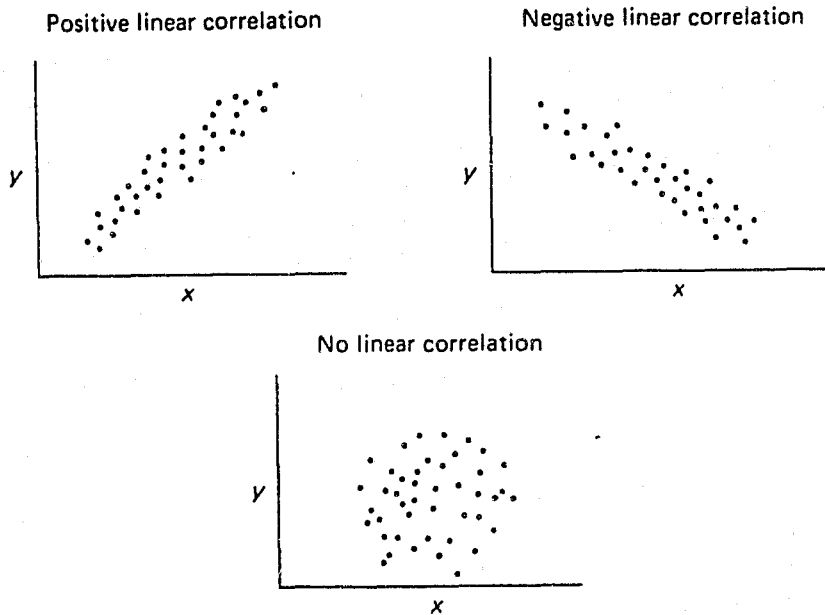 Positive linear correlation
Negative linear correlation
y
x
y
x
No linear correlation
y
x